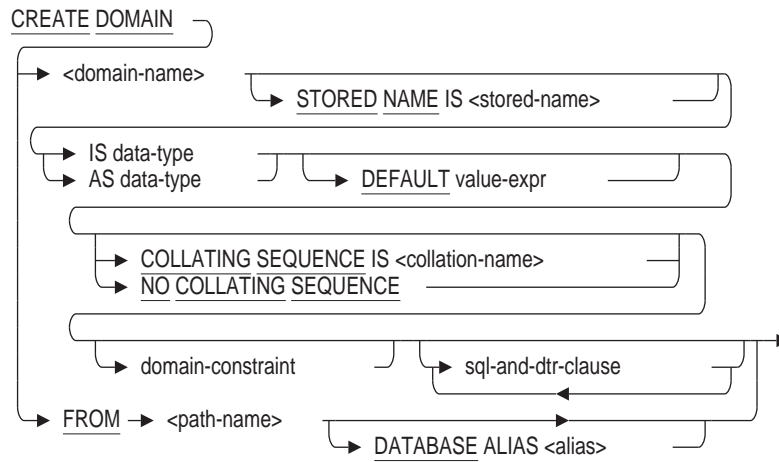 CREATE DOMAIN
<domain-name>
STORED NAME IS <stored-name>
IS data-type
AS data-type
DEFAULT value-expr
COLLATING SEQUENCE IS <collation-name>
NO COLLATING SEQUENCE
domain-constraint
sql-and-dtr-clause
FROM <path-name>
DATABASE ALIAS <alias>